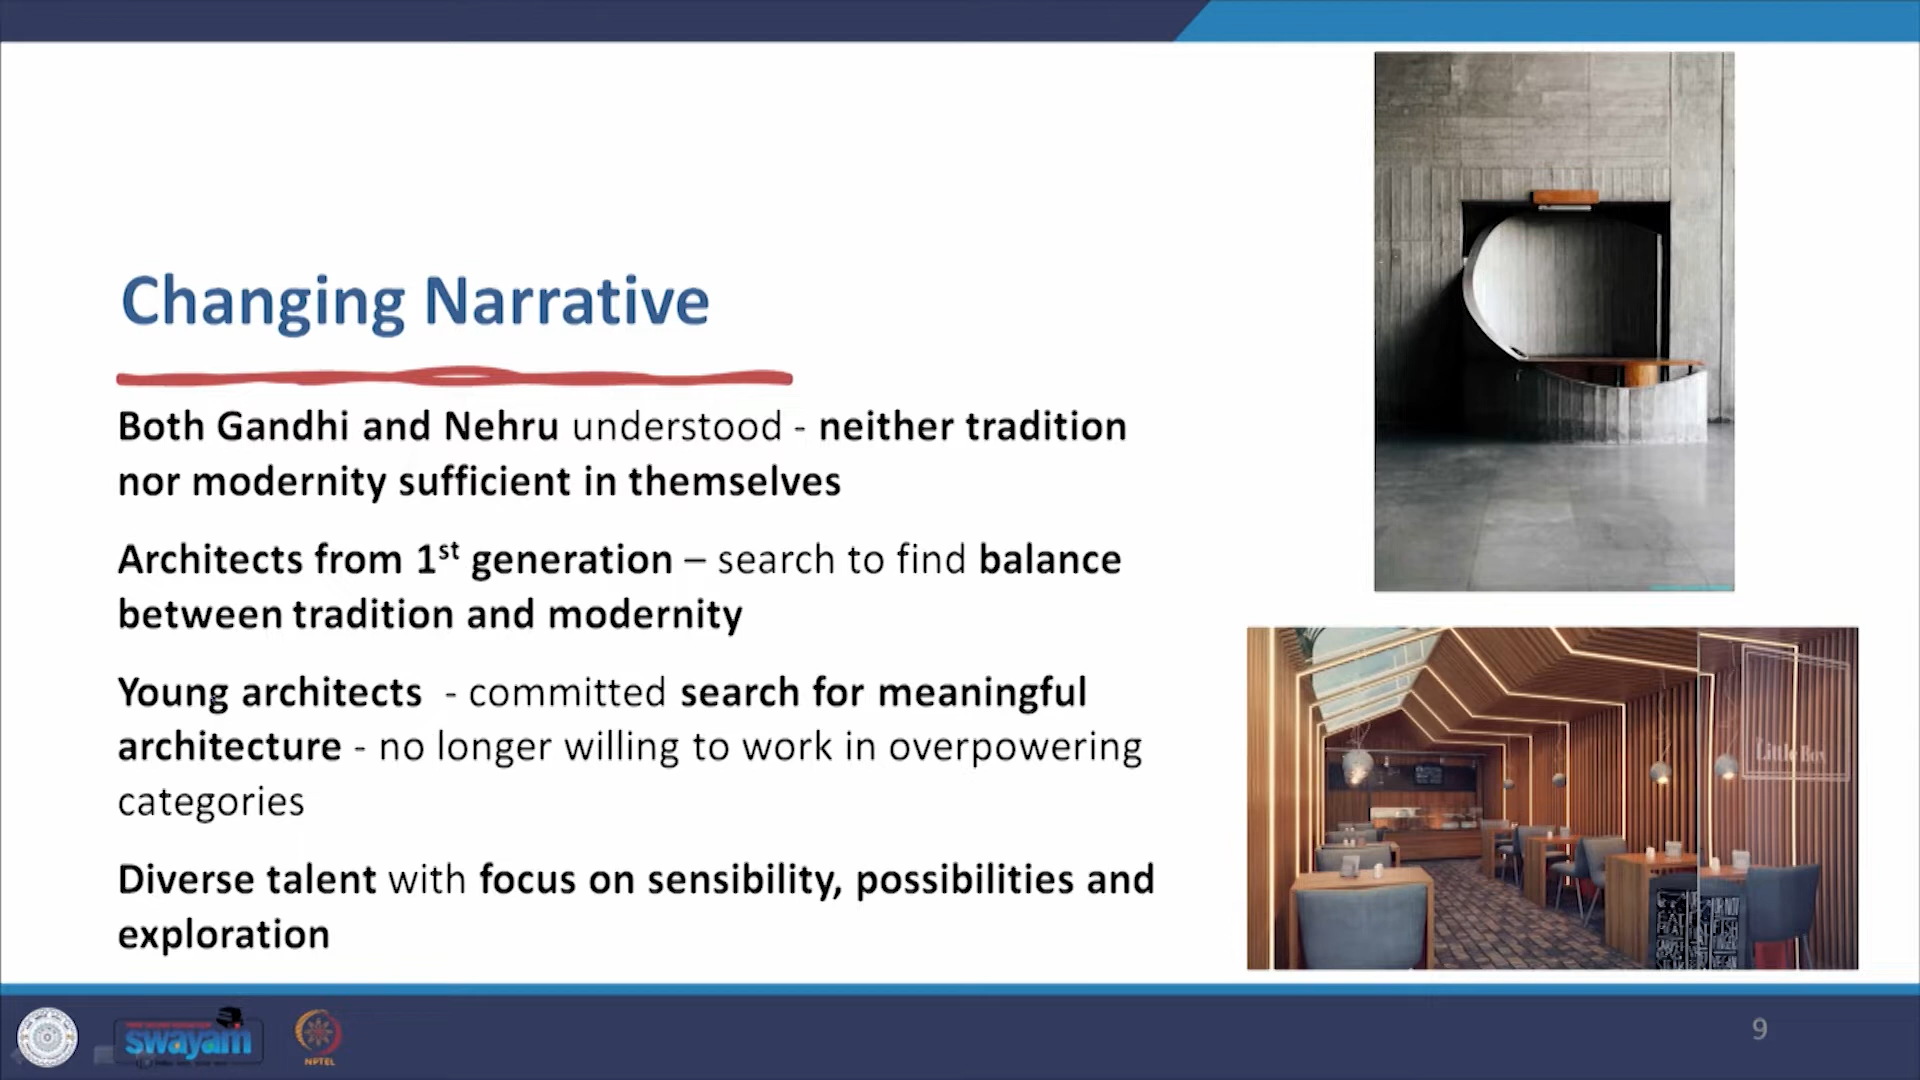 Changing Narrative
Both Gandhi and Nehru understood - neither tradition
nor modernity sufficient in themselves
Architects from 1st generation – search to find balance
between tradition and modernity
Young architects - committed search for meaningful
architecture - no longer willing to work in overpowering
categories
Diverse talent with focus on sensibility, possibilities and
exploration
Little Box
swayam
NPTEL
9